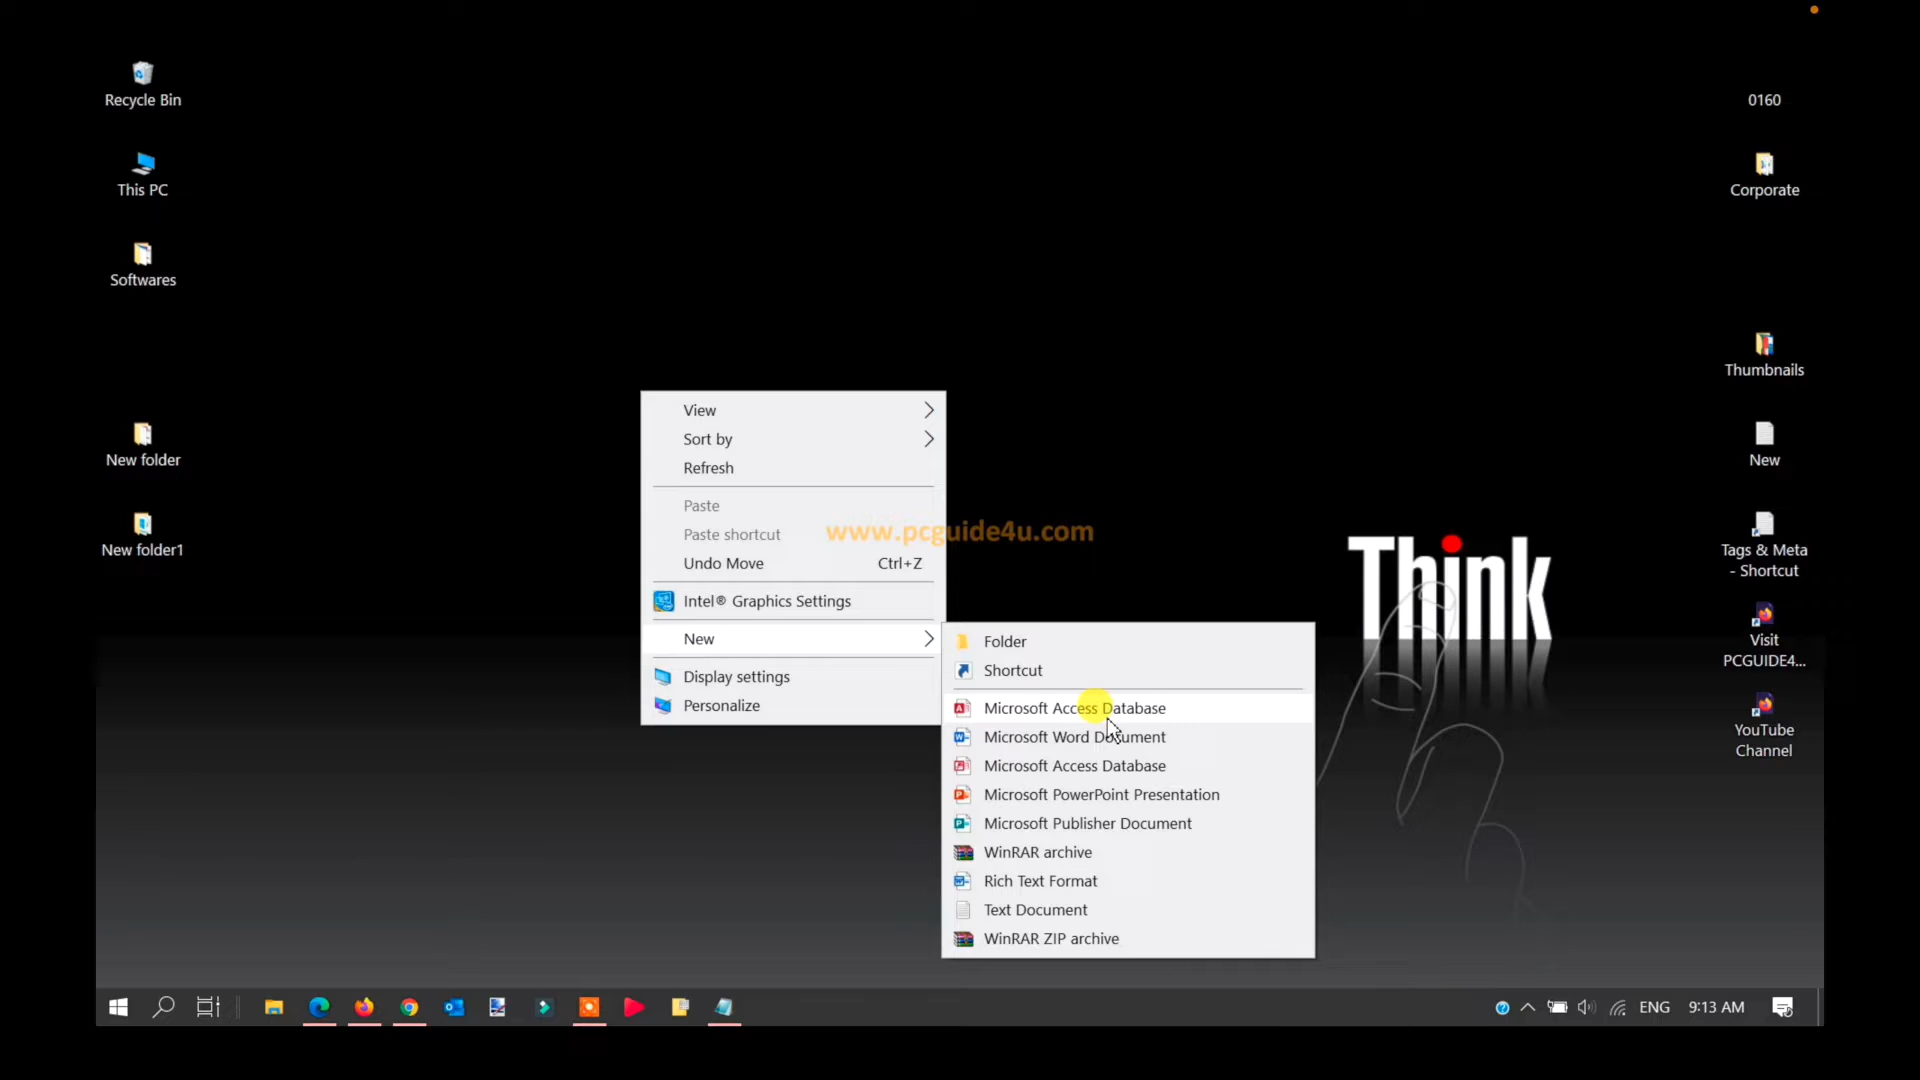 Recycle Bin
This PC
Softwares
New folder
New folder1
0160
Corporate
Thumbnails
New
Tags & Meta
- Shortcut
Visit
PCGUIDE4...
YouTube
Channel
View
Sort by
Refresh
Paste
Paste shortcut
Undo Move Ctrl+Z
Intel® Graphics Settings
New
Display settings
Personalize
www.pcguide4u.com
Think
Folder
Shortcut
Microsoft Access Database
Microsoft Word Document
Microsoft Access Database
Microsoft PowerPoint Presentation
Microsoft Publisher Document
WinRAR archive
Rich Text Format
Text Document
WinRAR ZIP archive
ENG 9:13 AM